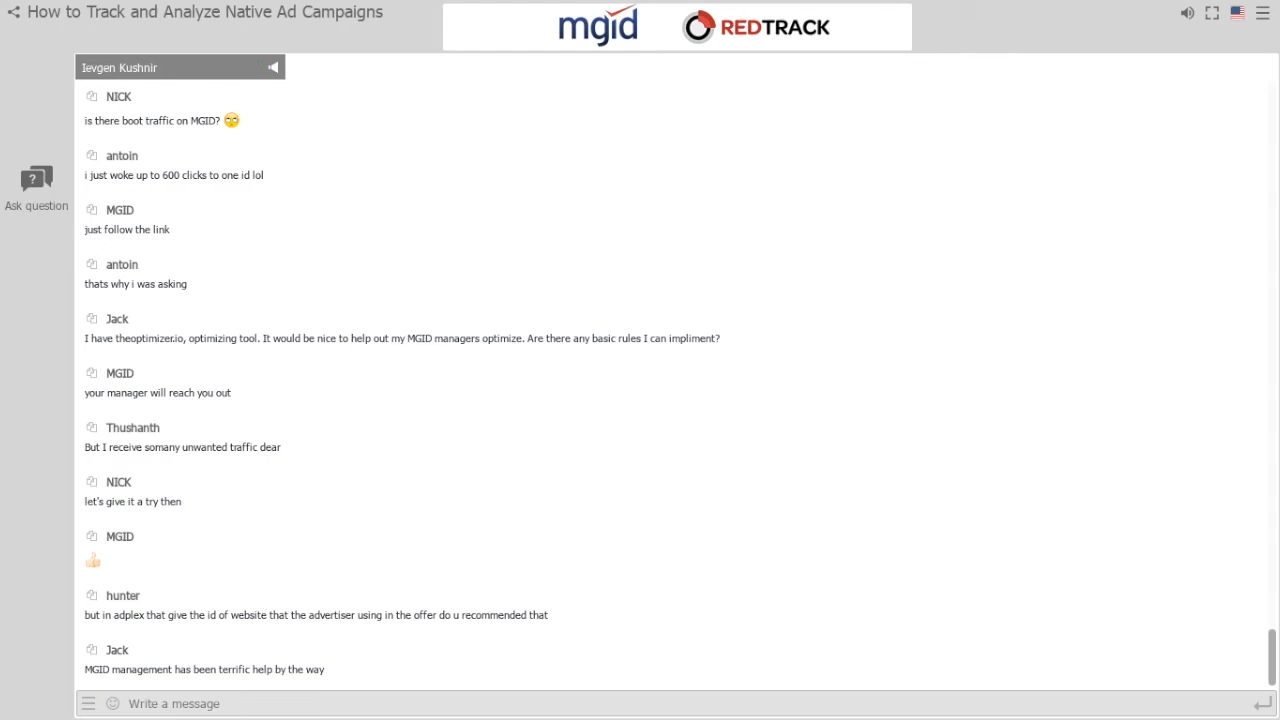 How to Track and Analyze Native Ad Campaigns
mgid REDTRACK
Ievgen Kushnir
NICK
is there boot traffic on MGID?
antoin
i just woke up to 600 clicks to one id lol
Ask question
MGID
just follow the link
antoin
thats why i was asking
Jack
I have theoptimizer.io, optimizing tool. It would be nice to help out my MGID managers optimize. Are there any basic rules I can impliment?
MGID
your manager will reach you out
Thushanth
But I receive somany unwanted traffic dear
NICK
let's give it a try then
MGID
hunter
but in adplex that give the id of website that the advertiser using in the offer do u recommended that
Jack
MGID management has been terrific help by the way
Write a message